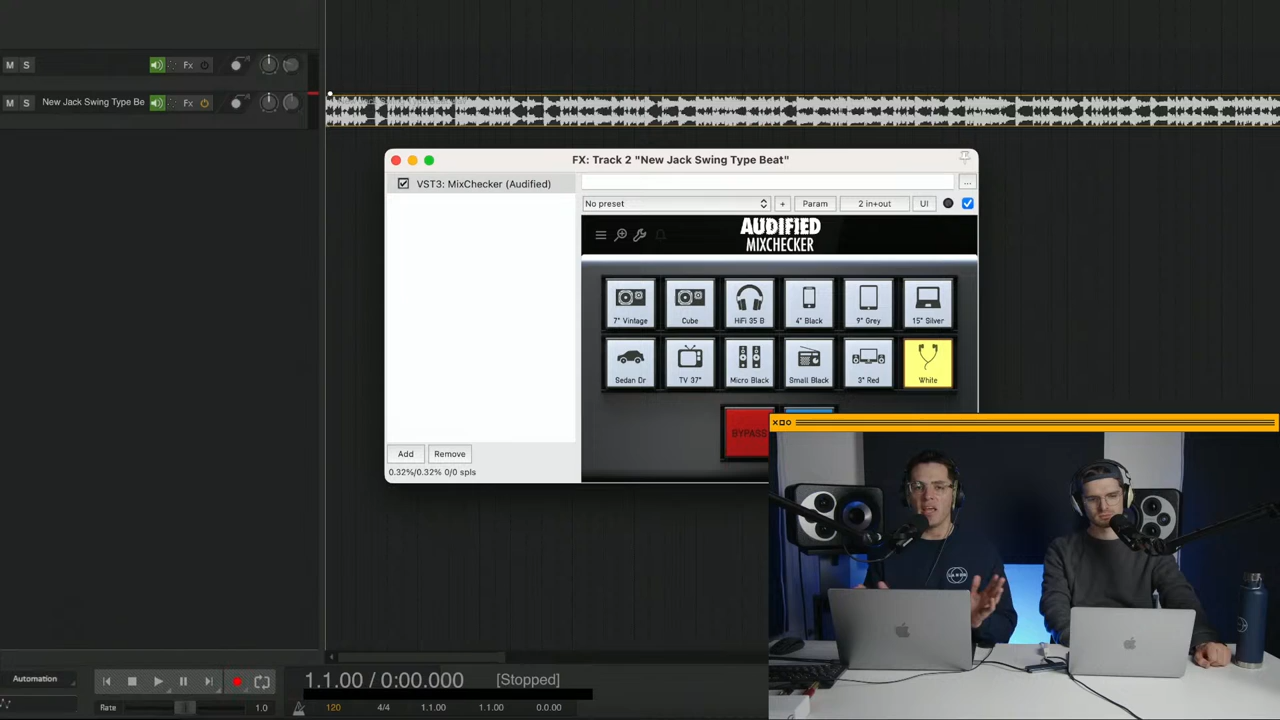 M S Fx
M S New Jack Swing Type Be Fx
FX: Track 2 "New Jack Swing Type Beat"
VST3: MixChecker (Audified)
...
No preset + Param 2 in+out UI
AUDIFIED
MIXCHECKER
7" Vintage Cube HiFi 35 B 4" Black 9" Grey 15" Silver
Sedan Dr TV 37" Micro Black Small Black 3" Red White
BYPASS
Add Remove
0.32%/0.32% 0/0 spls
Automation
1.1.00 / 0:00.000 [Stopped]
Rate 1.0 120 4/4 1.1.00 1.1.00 0.0.00